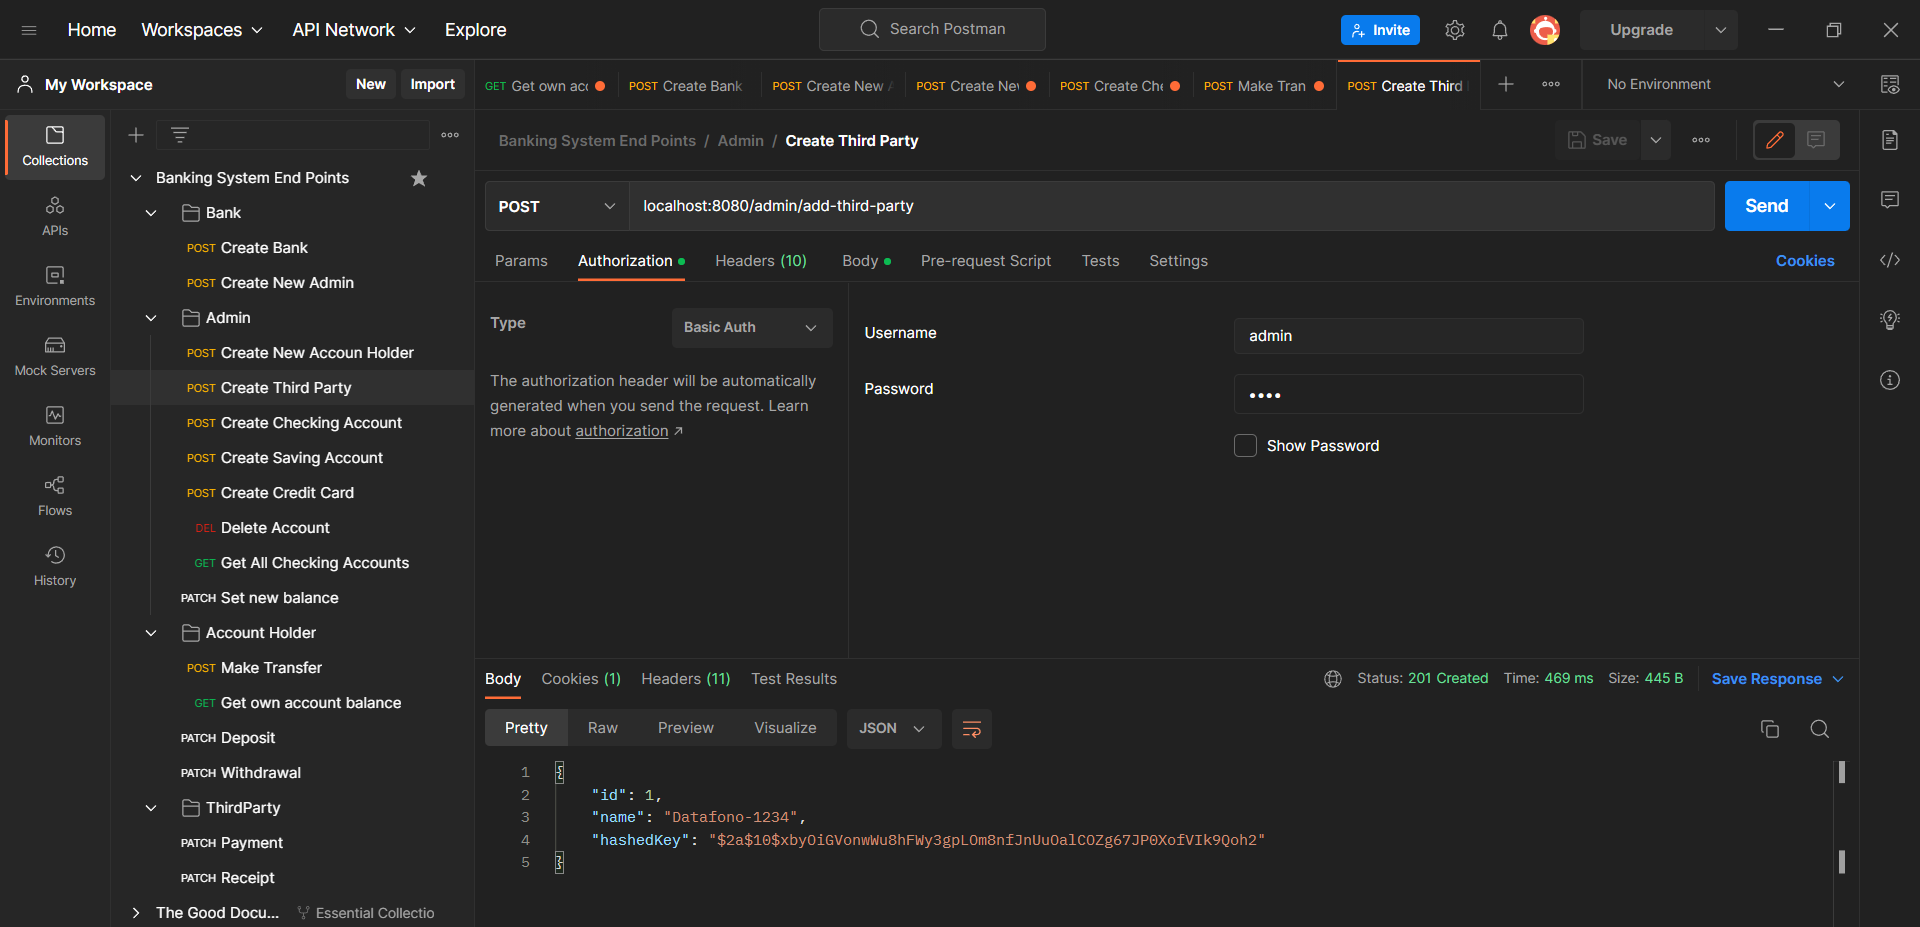 Home Workspaces API Network Explore Search Postman Invite Upgrade
My Workspace New Import
GET Get own acc POST Create Bank POST Create New A POST Create Nev POST Create Che POST Make Tran POST Create Third No Environment
Collections
APIs
Environments
Mock Servers
Monitors
Flows
History
Banking System End Points
Bank
POST Create Bank
POST Create New Admin
Admin
POST Create New Accoun Holder
POST Create Third Party
POST Create Checking Account
POST Create Saving Account
POST Create Credit Card
DEL Delete Account
GET Get All Checking Accounts
PATCH Set new balance
Account Holder
POST Make Transfer
GET Get own account balance
PATCH Deposit
PATCH Withdrawal
ThirdParty
PATCH Payment
PATCH Receipt
The Good Docu... Essential Collectio
Banking System End Points / Admin / Create Third Party Save
POST localhost:8080/admin/add-third-party Send
Params Authorization Headers (10) Body Pre-request Script Tests Settings Cookies
Type Basic Auth
The authorization header will be automatically
generated when you send the request. Learn
more about authorization ↗
Username admin
Password ••••
Show Password
Body Cookies (1) Headers (11) Test Results Status: 201 Created Time: 469 ms Size: 445 B Save Response
Pretty Raw Preview Visualize JSON
1 {
2 "id": 1,
3 "name": "Datafono-1234",
4 "hashedKey": "$2a$10$xbyOiGVonwWu8hFWy3gpLOm8nfJnUuOalCOZg67JP0XofVIk9Qoh2"
5 }